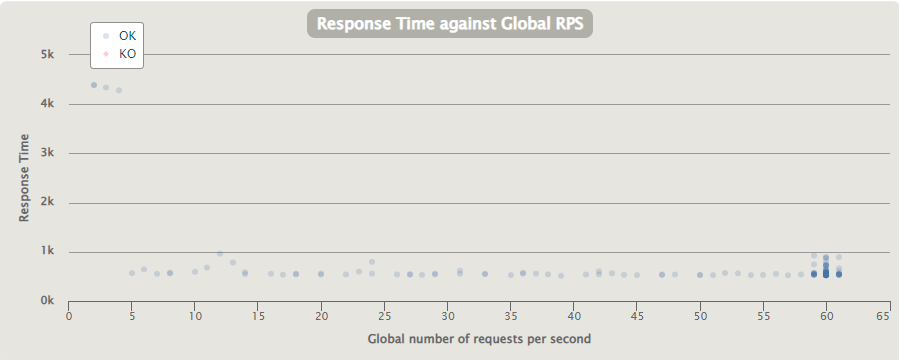 Response Time against Global RPS
OK
KO
5k
4k
3k
2k
1k
0k
Response Time
0 5 10 15 20 25 30 35 40 45 50 55 60 65
Global number of requests per second